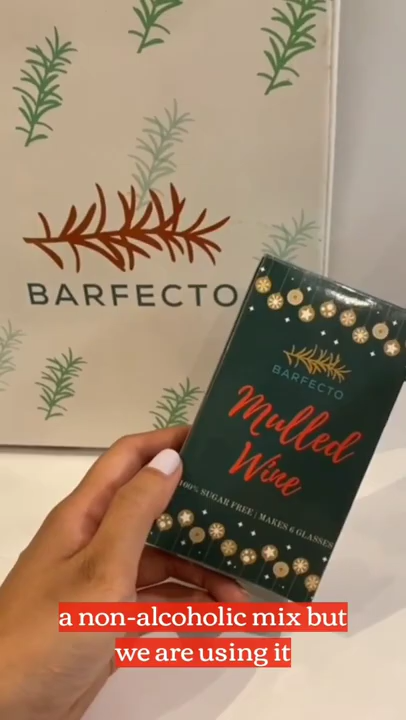 BARFECTO
BARFECTO
Mulled
Wine
100% SUGAR FREE | MAKES 6 GLASSES
a non-alcoholic mix but
we are using it